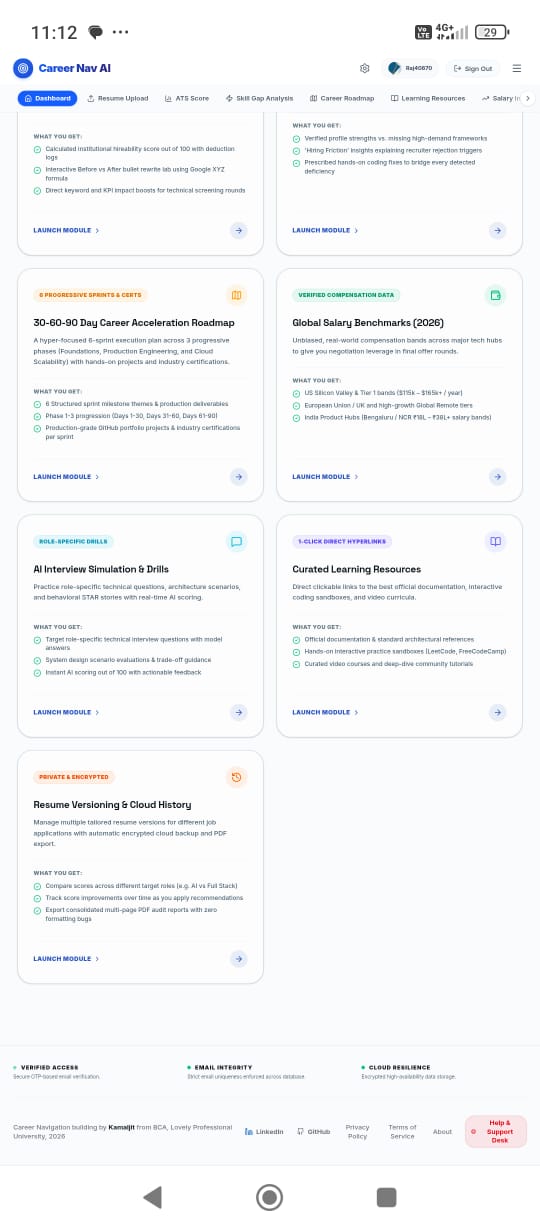 11:12
Vo LTE 4G+ 29
Career Nav AI
Raj40670
Sign Out
Dashboard
Resume Upload
ATS Score
Skill Gap Analysis
Career Roadmap
Learning Resources
Salary
WHAT YOU GET:
Calculated institutional hireability score out of 100 with deduction
logs
Interactive Before vs After bullet rewrite lab using Google XYZ
formula
Direct keyword and KPI impact boosts for technical screening rounds
LAUNCH MODULE
WHAT YOU GET:
Verified profile strengths vs. missing high-demand frameworks
'Hiring Friction' insights explaining recruiter rejection triggers
Prescribed hands-on coding fixes to bridge every detected
deficiency
LAUNCH MODULE
6 PROGRESSIVE SPRINTS & CERTS
30-60-90 Day Career Acceleration Roadmap
A hyper-focused 6-sprint execution plan across 3 progressive
phases (Foundations, Production Engineering, and Cloud
Scalability) with hands-on projects and industry certifications.
WHAT YOU GET:
6 Structured sprint milestone themes & production deliverables
Phase 1-3 progression (Days 1-30, Days 31-60, Days 61-90)
Production-grade GitHub portfolio projects & industry certifications
per sprint
LAUNCH MODULE
VERIFIED COMPENSATION DATA
Global Salary Benchmarks (2026)
Unbiased, real-world compensation bands across major tech hubs
to give you negotiation leverage in final offer rounds.
WHAT YOU GET:
US Silicon Valley & Tier 1 bands ($115k – $165k+ / year)
European Union / UK and high-growth Global Remote tiers
India Product Hubs (Bengaluru / NCR ₹18L – ₹38L+ salary bands)
LAUNCH MODULE
ROLE-SPECIFIC DRILLS
AI Interview Simulation & Drills
Practice role-specific technical questions, architecture scenarios,
and behavioral STAR stories with real-time AI scoring.
WHAT YOU GET:
Target role-specific technical interview questions with model
answers
System design scenario evaluations & trade-off guidance
Instant AI scoring out of 100 with actionable feedback
LAUNCH MODULE
1-CLICK DIRECT HYPERLINKS
Curated Learning Resources
Direct clickable links to the best official documentation, interactive
coding sandboxes, and video curricula.
WHAT YOU GET:
Official documentation & standard architectural references
Hands-on interactive practice sandboxes (LeetCode, FreeCodeCamp)
Curated video courses and deep-dive community tutorials
LAUNCH MODULE
PRIVATE & ENCRYPTED
Resume Versioning & Cloud History
Manage multiple tailored resume versions for different job
applications with automatic encrypted cloud backup and PDF
export.
WHAT YOU GET:
Compare scores across different target roles (e.g. AI vs Full Stack)
Track score improvements over time as you apply recommendations
Export consolidated multi-page PDF audit reports with zero
formatting bugs
LAUNCH MODULE
VERIFIED ACCESS
Secure OTP-based email verification.
EMAIL INTEGRITY
Strict email uniqueness enforced across database.
CLOUD RESILIENCE
Encrypted high-availability data storage.
Career Navigation building by Kamaljit from BCA, Lovely Professional
University, 2026
LinkedIn
GitHub
Privacy
Policy
Terms of
Service
About
Help &
Support
Desk